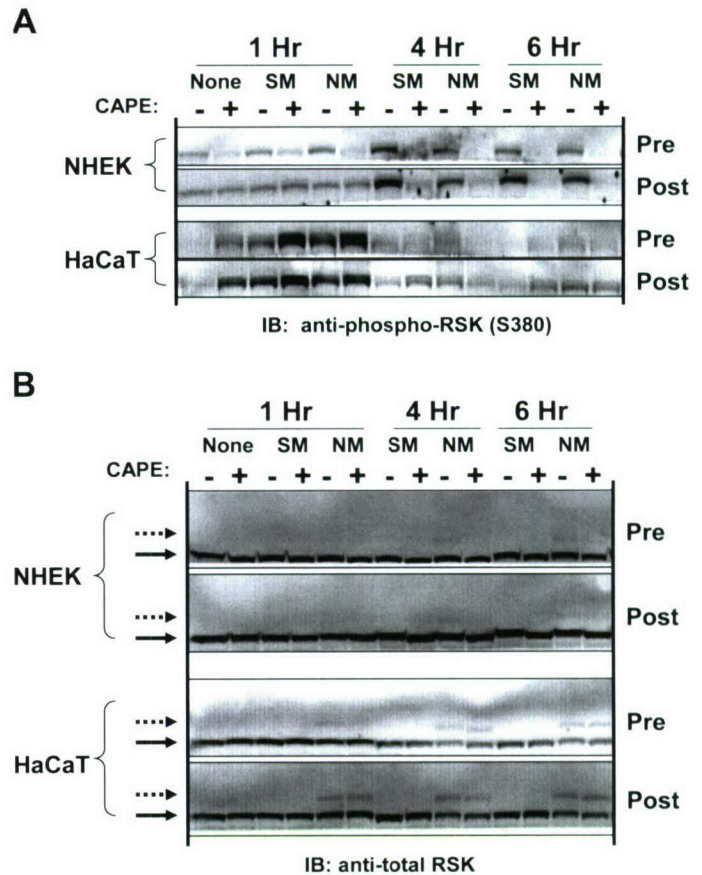 A
1 Hr 4 Hr 6 Hr
None SM NM SM NM SM NM
CAPE: - + - + - + - + - + - + - +
NHEK
Pre
Post
HaCaT
Pre
Post
IB: anti-phospho-RSK (S380)
B
1 Hr 4 Hr 6 Hr
None SM NM SM NM SM NM
CAPE: - + - + - + - + - + - + - +
NHEK
Pre
Post
HaCaT
Pre
Post
IB: anti-total RSK